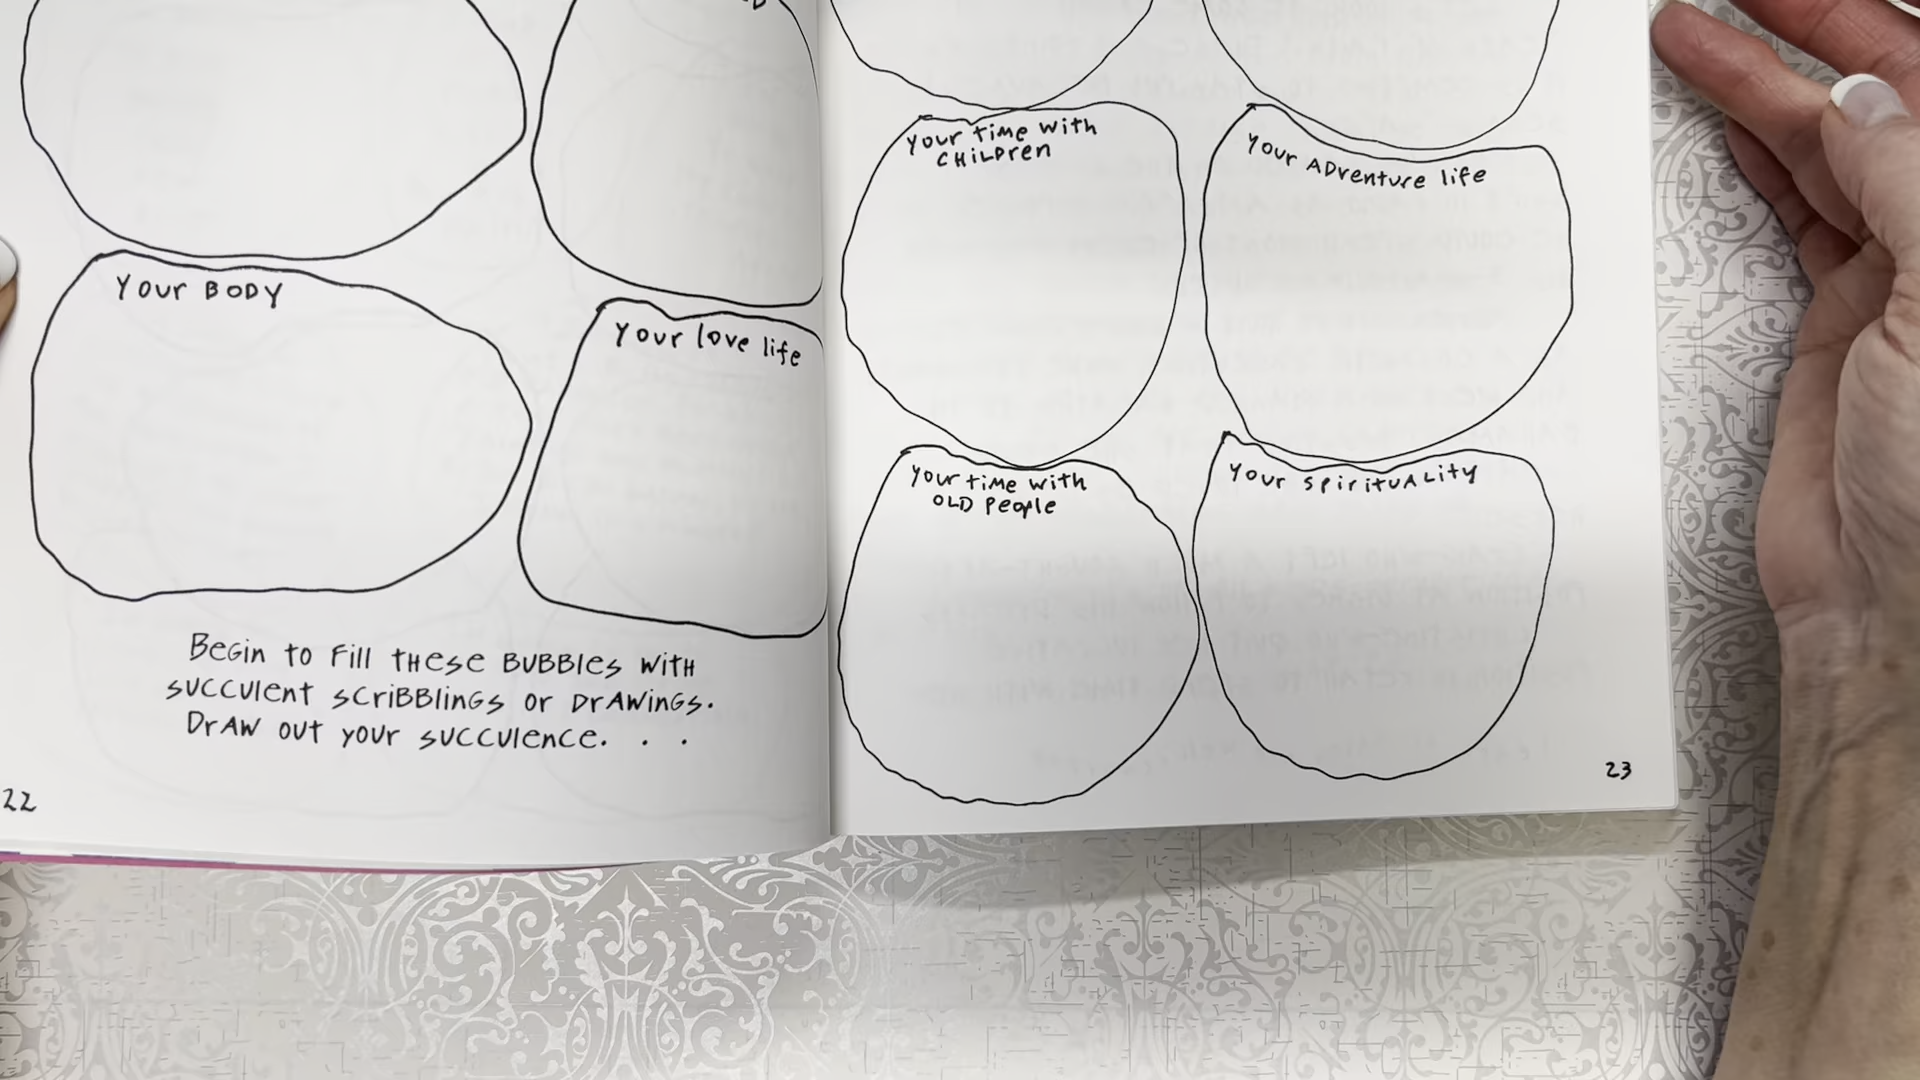 Your BODY
Your love life
Begin to fill these BUBBles with
succulent scriBBlings or DrAwings.
DrAw out your succulence. . .
22
Your time with
CHilDren
Your ADventure life
Your time with
OLD People
Your spirituALity
23